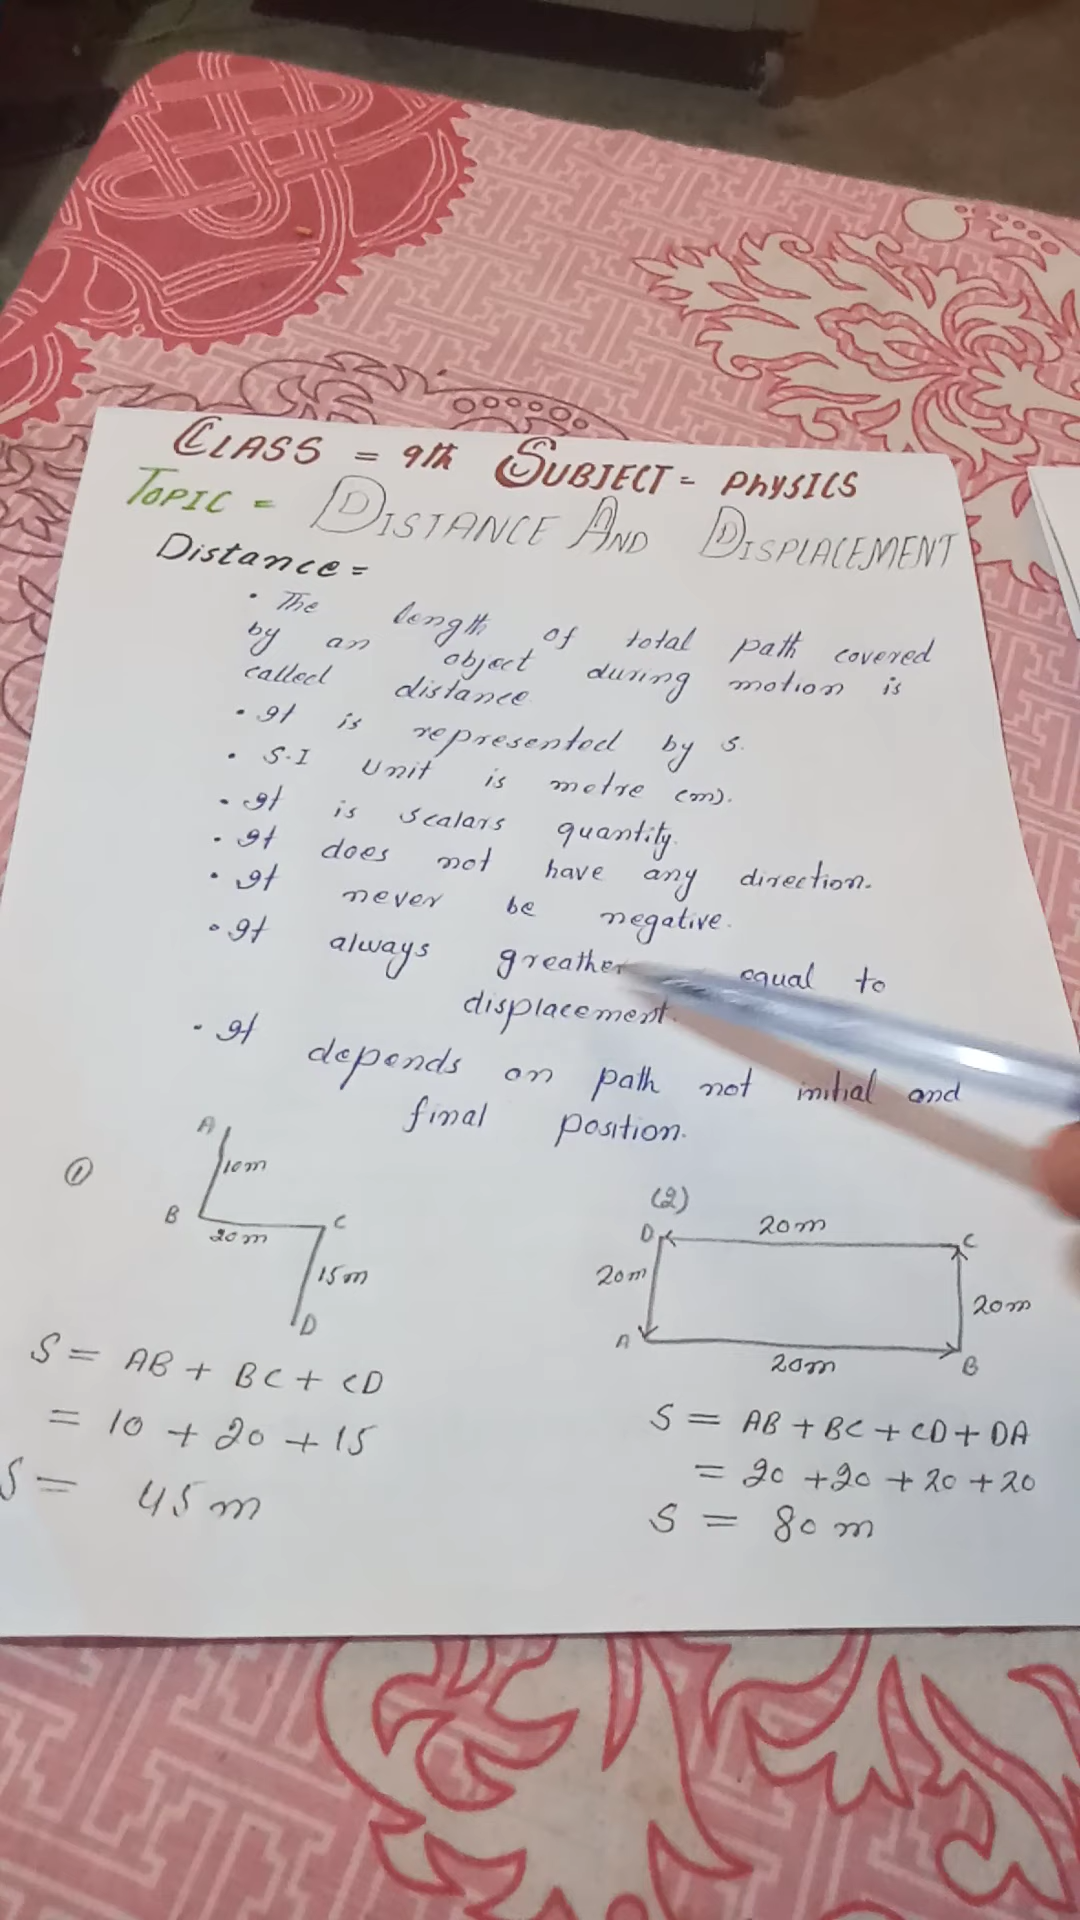 CLASS = 9th SUBJECT = PHYSICS
TOPIC = DISTANCE AND DISPLACEMENT
Distance =
• The length of total path covered
by an object during motion is
called distance.
• It is represented by s.
• S.I Unit is metre (m).
• It is scalars quantity.
• It does not have any direction.
• It never be negative.
• It always greather equal to
displacement.
• It depends on path not initial and
final position.
①
A
10m
B
20m
C
15m
D
S = AB + BC + CD
= 10 + 20 + 15
S = 45 m
(2)
D
20m
C
20m
20m
A
20m
B
S = AB + BC + CD + DA
= 20 + 20 + 20 + 20
S = 80 m